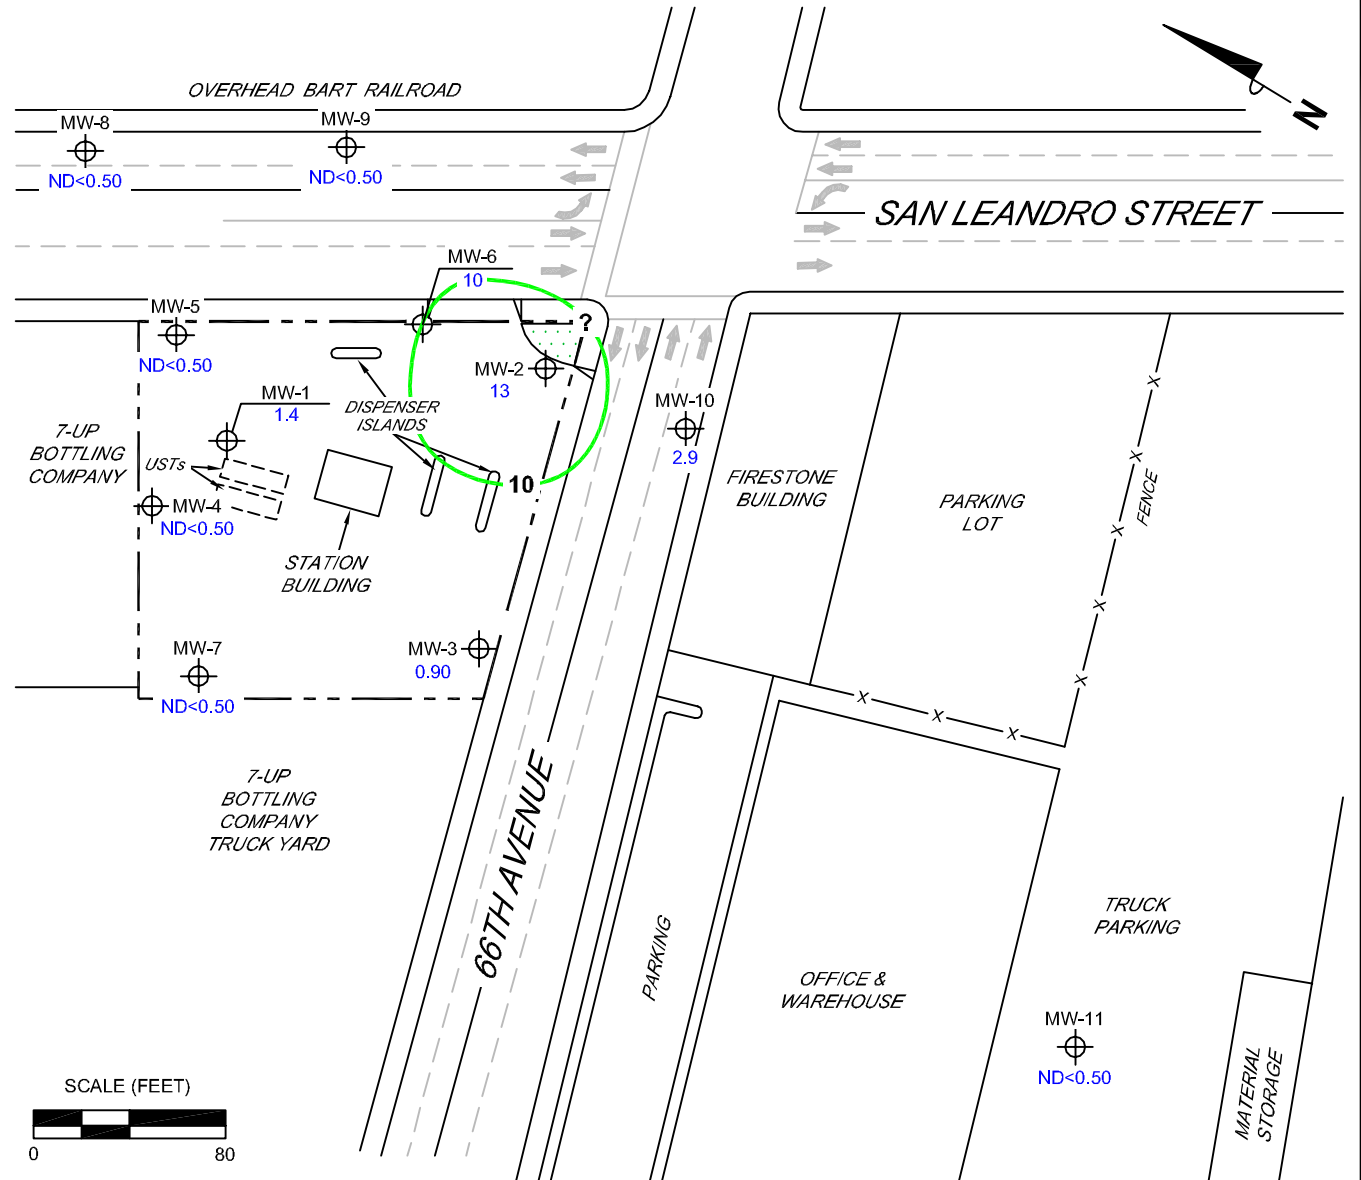 OVERHEAD BART RAILROAD
MW-8
ND<0.50
MW-9
ND<0.50
N
SAN LEANDRO STREET
MW-6
10
MW-5
ND<0.50
?
MW-2
13
MW-1
1.4
DISPENSER
ISLANDS
MW-10
2.9
7-UP
BOTTLING
COMPANY
USTs
MW-4
ND<0.50
10
FIRESTONE
BUILDING
PARKING
LOT
X
X
FENCE
X
X
X
STATION
BUILDING
MW-7
ND<0.50
MW-3
0.90
X
X
X
7-UP
BOTTLING
COMPANY
TRUCK YARD
66TH AVENUE
PARKING
OFFICE &
WAREHOUSE
TRUCK
PARKING
MW-11
ND<0.50
MATERIAL
STORAGE
SCALE (FEET)
0
80